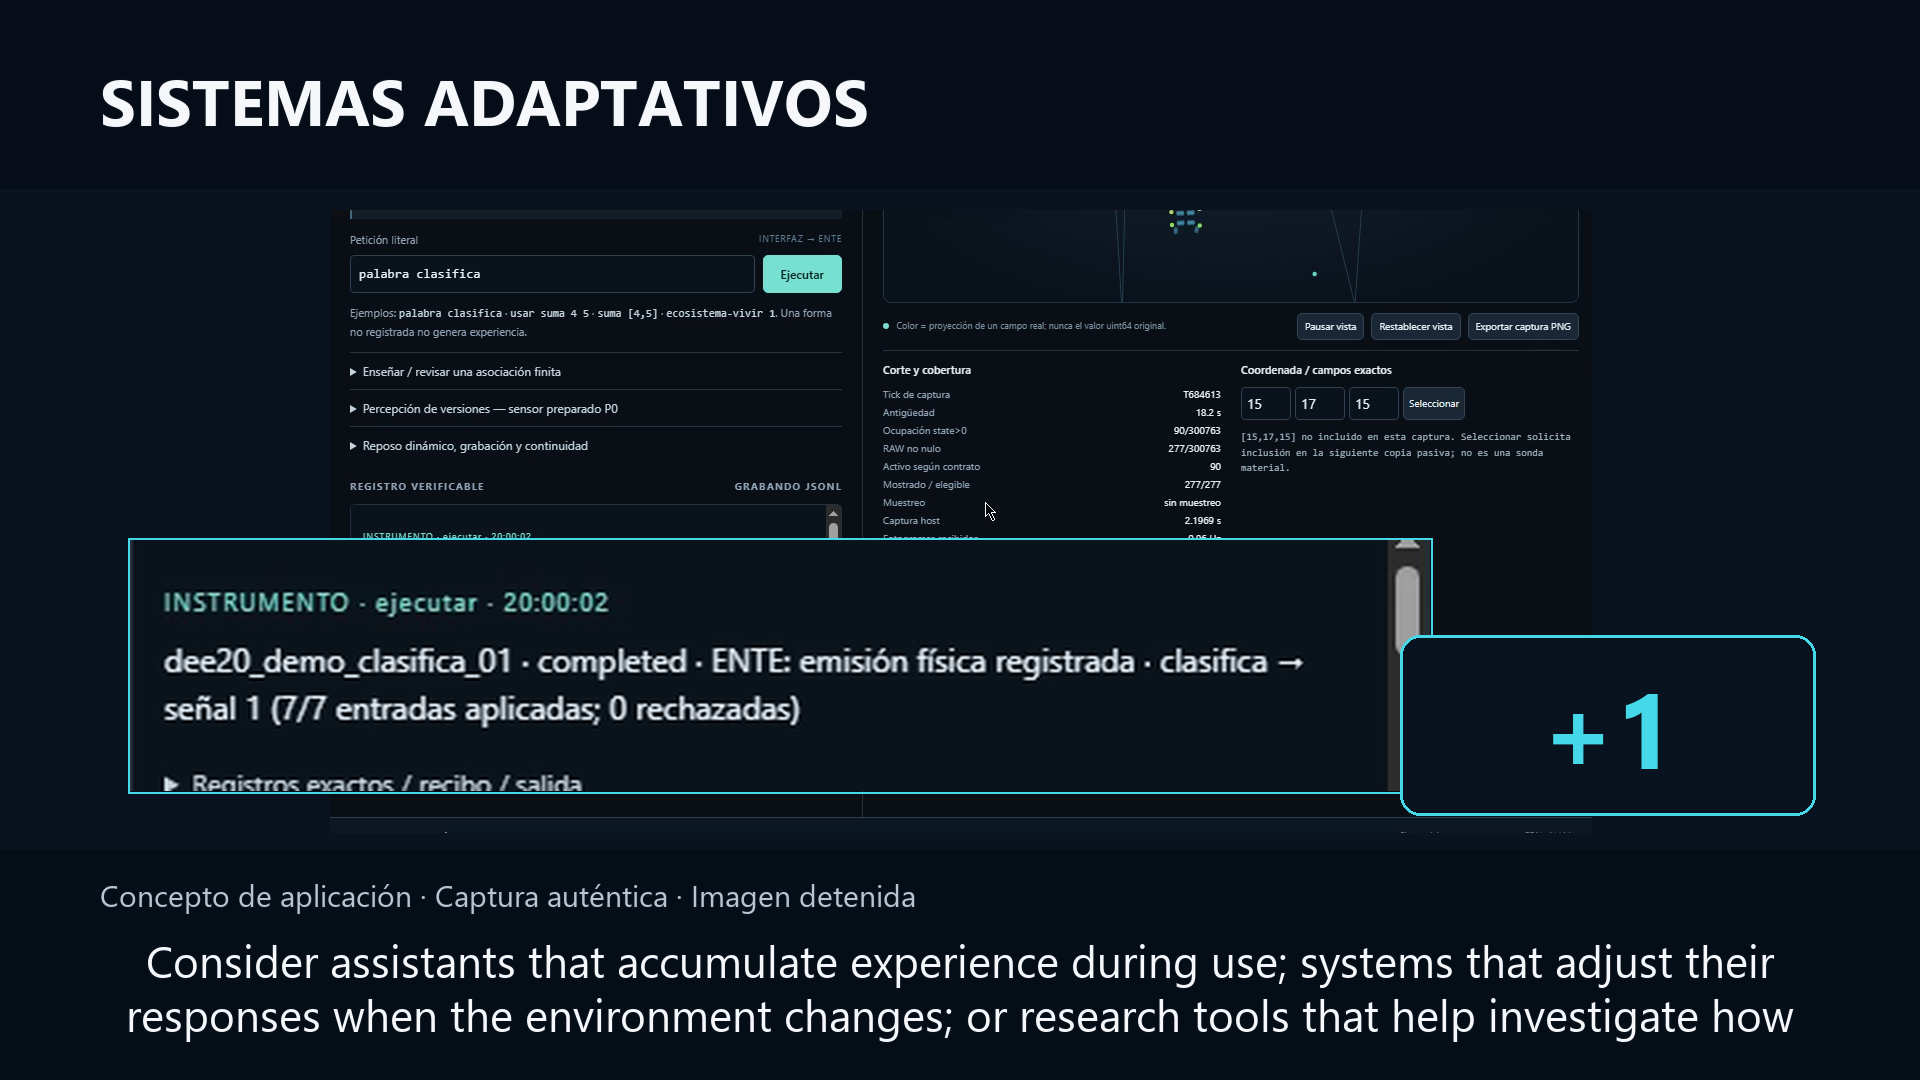 SISTEMAS ADAPTATIVOS
Petición literal
INTERFAZ → ENTE
palabra clasifica
Ejecutar
Ejemplos: palabra clasifica · usar suma 4 5 · suma [4,5] · ecosistema-vivir 1. Una forma
no registrada no genera experiencia.
▶ Enseñar / revisar una asociación finita
▶ Percepción de versiones — sensor preparado P0
▶ Reposo dinámico, grabación y continuidad
REGISTRO VERIFICABLE
GRABANDO JSONL
INSTRUMENTO · ejecutar · 20:00:02
Color = proyección de un campo real; nunca el valor uint64 original.
Pausar vista
Restablecer vista
Exportar captura PNG
Corte y cobertura
Tick de captura T684613
Antigüedad 18.2 s
Ocupación state>0 90/300763
RAW no nulo 277/300763
Activo según contrato 90
Mostrado / elegible 277/277
Muestreo sin muestreo
Captura host 2.1969 s
Coordenada / campos exactos
15 17 15 Seleccionar
[15,17,15] no incluido en esta captura. Seleccionar solicita
inclusión en la siguiente copia pasiva; no es una sonda
material.
INSTRUMENTO · ejecutar · 20:00:02
dee20_demo_clasifica_01 · completed · ENTE: emisión física registrada · clasifica →
señal 1 (7/7 entradas aplicadas; 0 rechazadas)
▶ Registros exactos / recibo / salida
+1
Concepto de aplicación · Captura auténtica · Imagen detenida
Consider assistants that accumulate experience during use; systems that adjust their
responses when the environment changes; or research tools that help investigate how